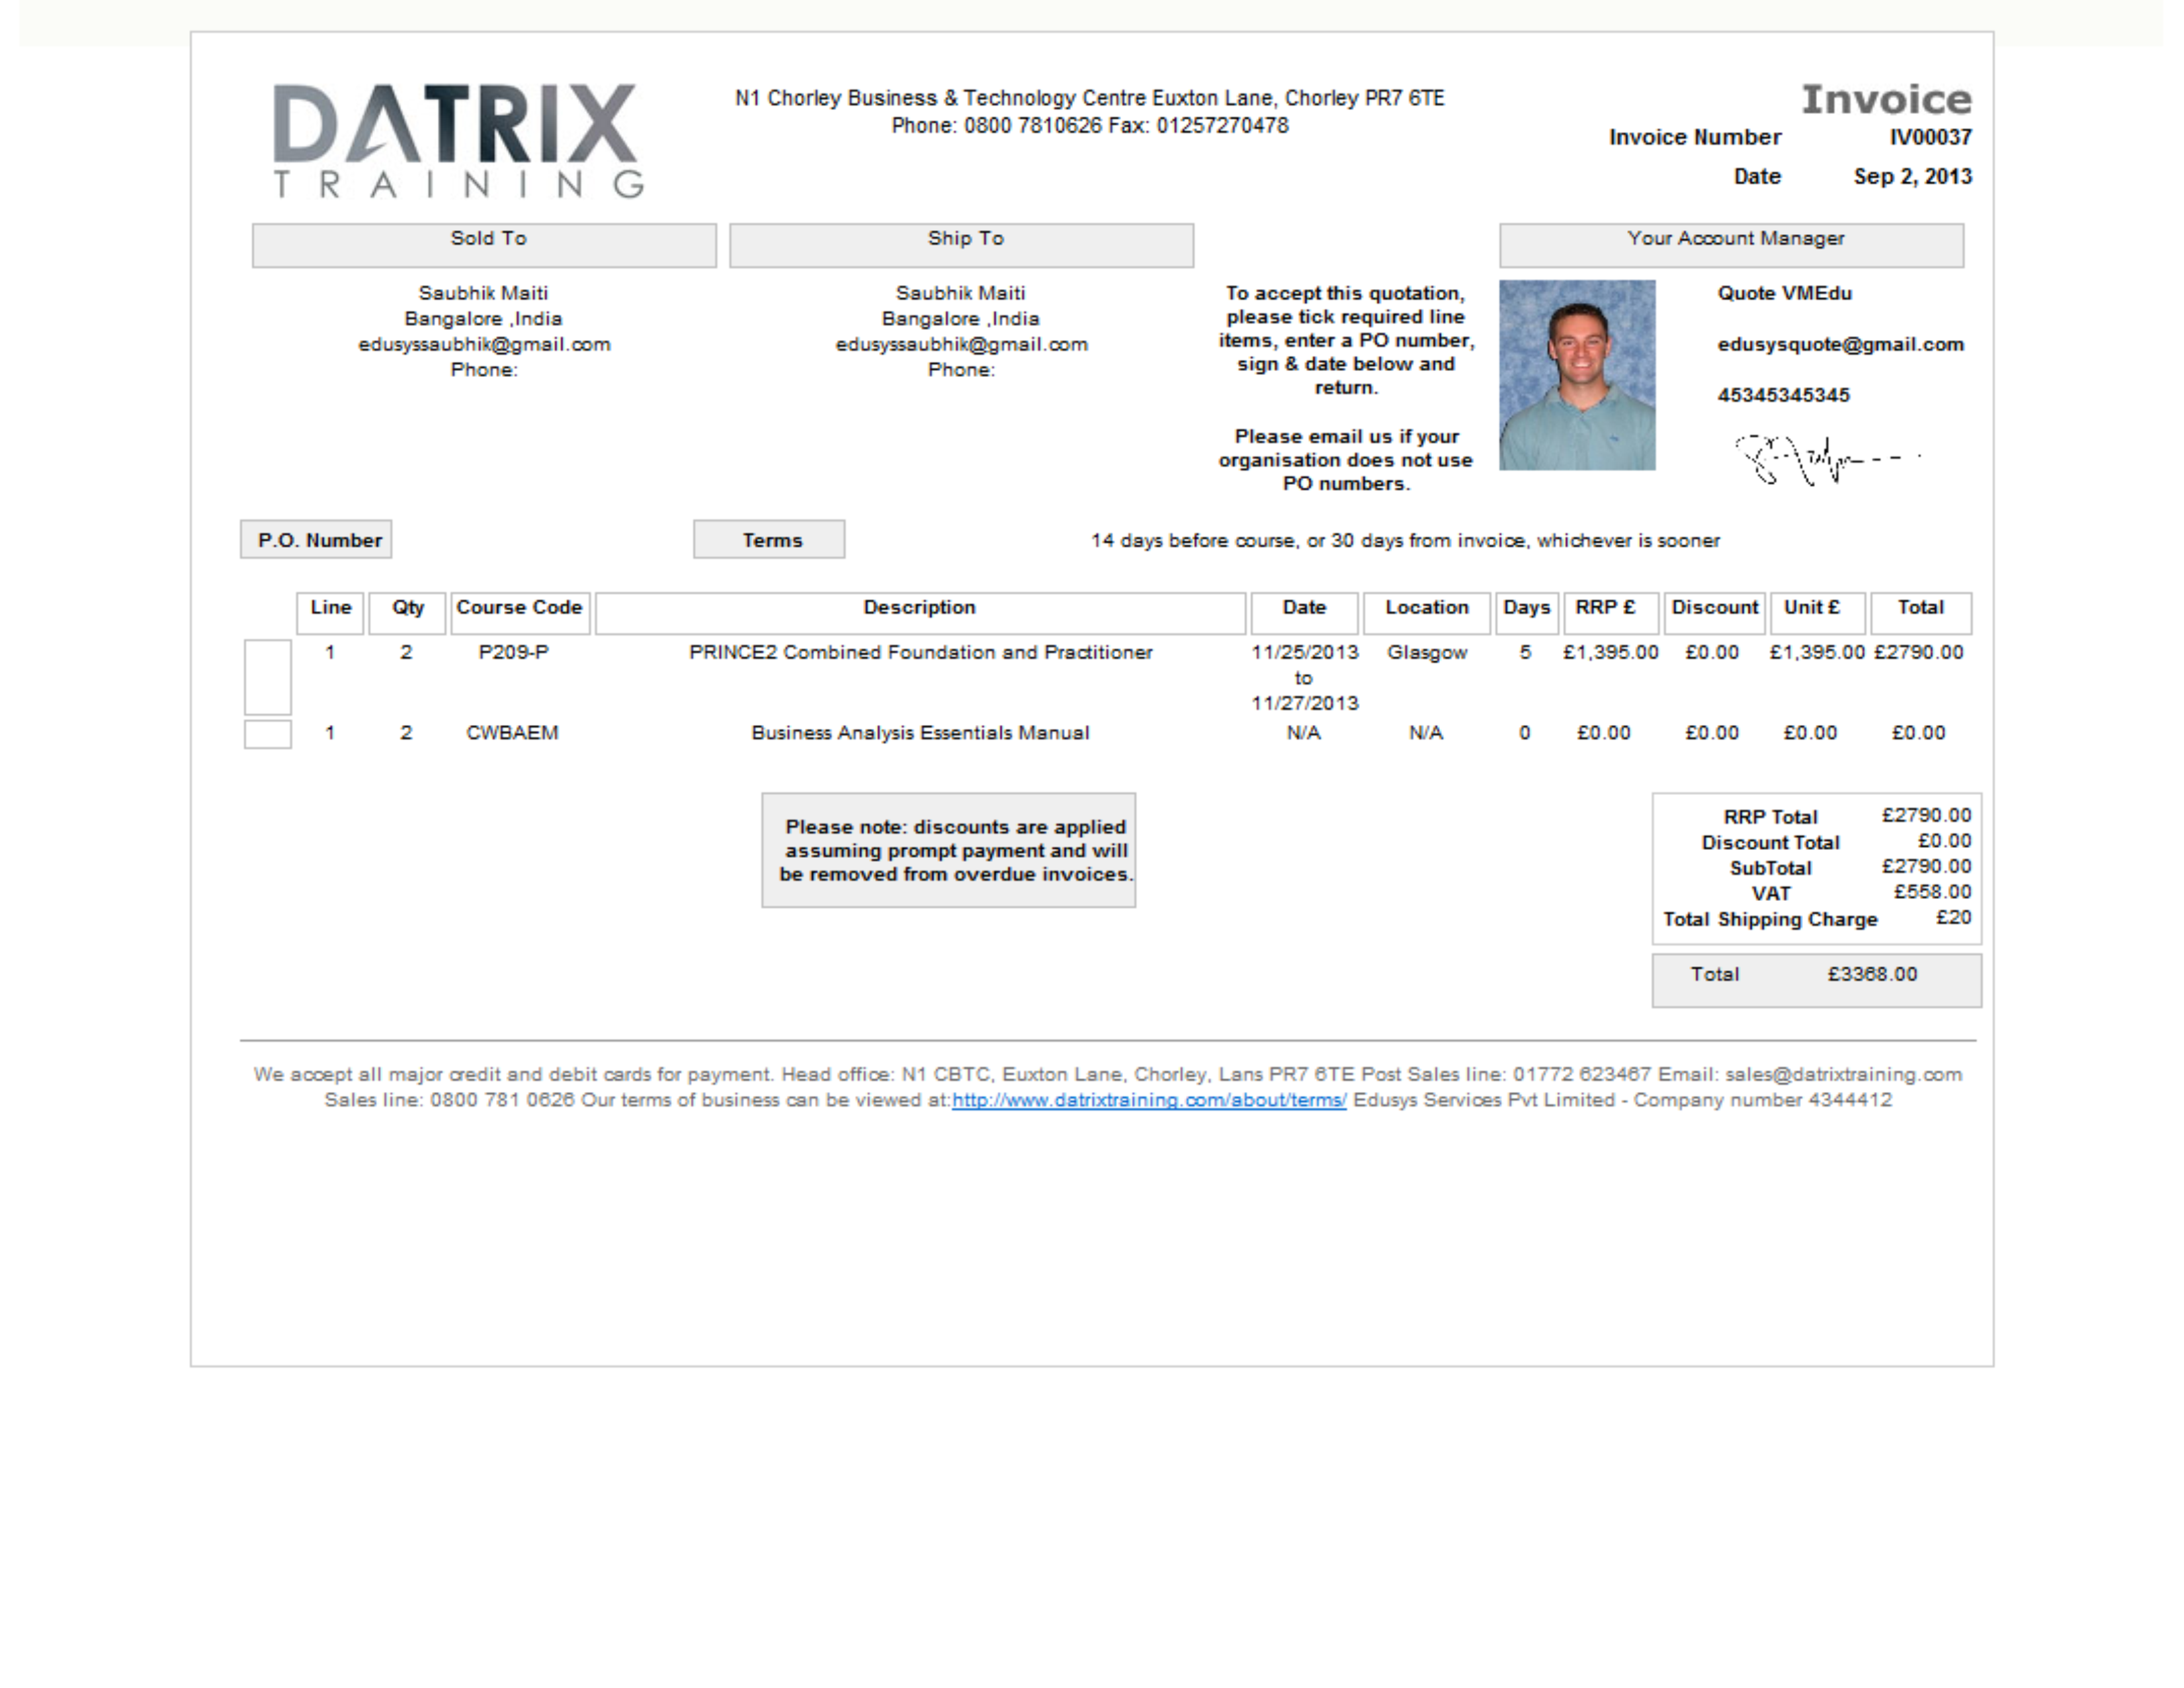 DATRIX
TRAINING
N1 Chorley Business & Technology Centre Euxton Lane, Chorley PR7 6TE
Phone: 0800 7810626 Fax: 01257270478
Invoice
Invoice Number IV00037
Date Sep 2, 2013
Sold To
Saubhik Maiti
Bangalore ,India
edusyssaubhik@gmail.com
Phone:
Ship To
Saubhik Maiti
Bangalore ,India
edusyssaubhik@gmail.com
Phone:
To accept this quotation,
please tick required line
items, enter a PO number,
sign & date below and
return.
Please email us if your
organisation does not use
PO numbers.
Your Account Manager
Quote VMEdu
edusysquote@gmail.com
45345345345
P.O. Number Terms 14 days before course, or 30 days from invoice, whichever is sooner
Line Qty Course Code Description Date Location Days RRP £ Discount Unit £ Total
1 2 P209-P PRINCE2 Combined Foundation and Practitioner 11/25/2013 Glasgow 5 £1,395.00 £0.00 £1,395.00 £2790.00
to
11/27/2013
1 2 CWBAEM Business Analysis Essentials Manual N/A N/A 0 £0.00 £0.00 £0.00 £0.00
Please note: discounts are applied
assuming prompt payment and will
be removed from overdue invoices.
RRP Total £2790.00
Discount Total £0.00
SubTotal £2790.00
VAT £558.00
Total Shipping Charge £20
Total £3368.00
We accept all major credit and debit cards for payment. Head office: N1 CBTC, Euxton Lane, Chorley, Lans PR7 6TE Post Sales line: 01772 623467 Email: sales@datrixtraining.com
Sales line: 0800 781 0626 Our terms of business can be viewed at:http://www.datrixtraining.com/about/terms/ Edusys Services Pvt Limited - Company number 4344412